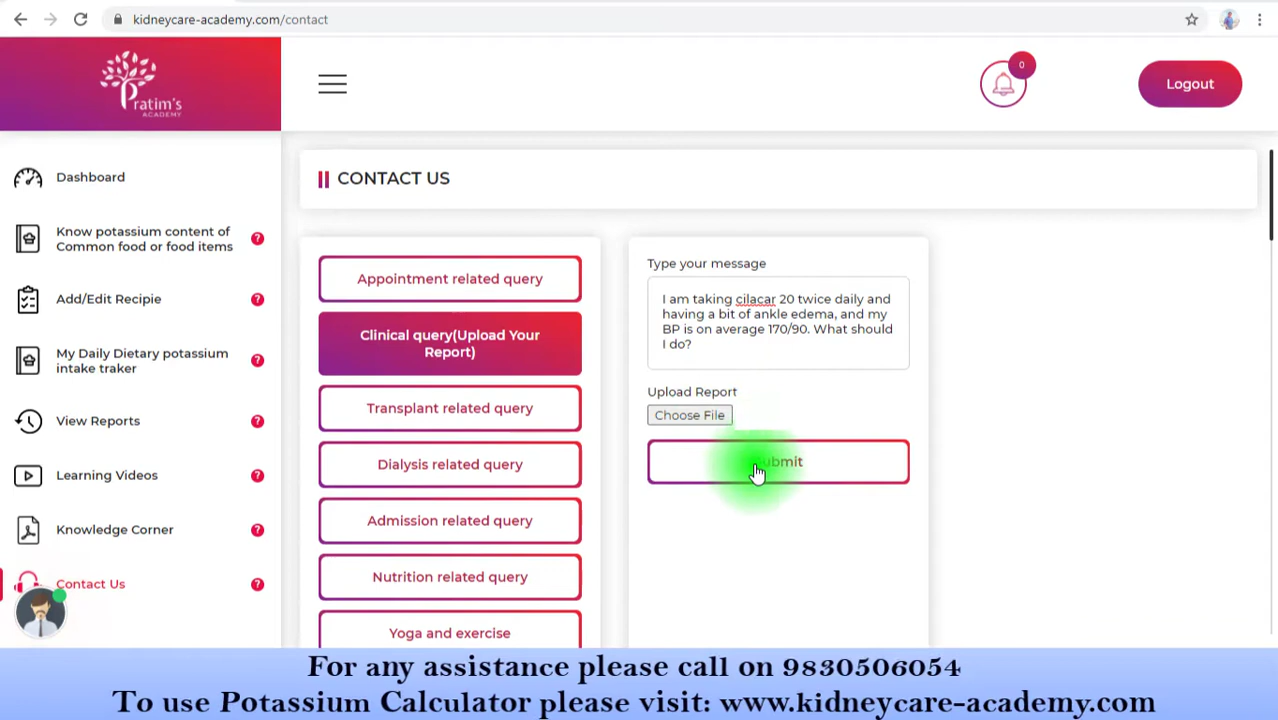 kidneycare-academy.com/contact
Pratim's
ACADEMY
0
Logout
Dashboard
Know potassium content of
Common food or food items
?
Add/Edit Recipie
?
My Daily Dietary potassium
intake traker
?
View Reports
?
Learning Videos
?
Knowledge Corner
?
Contact Us
?
CONTACT US
Appointment related query
Clinical query(Upload Your
Report)
Transplant related query
Dialysis related query
Admission related query
Nutrition related query
Yoga and exercise
Type your message
I am taking cilacar 20 twice daily and
having a bit of ankle edema, and my
BP is on average 170/90. What should
I do?
Upload Report
Choose File
Submit
For any assistance please call on 9830506054
To use Potassium Calculator please visit: www.kidneycare-academy.com